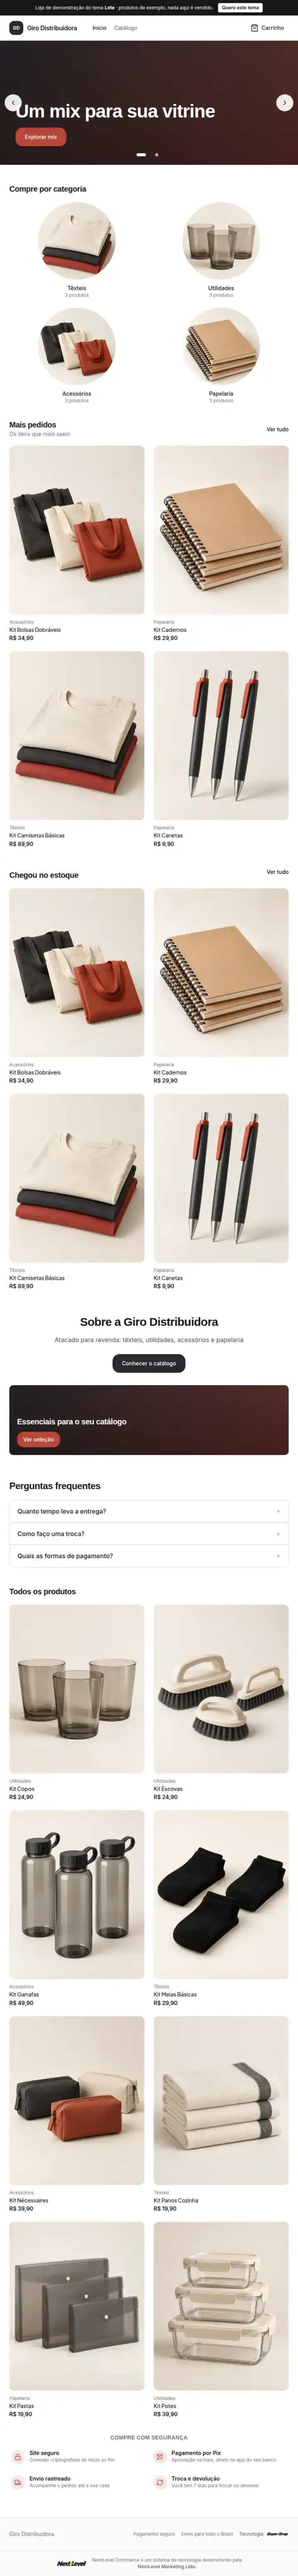 Loja de demonstração do tema Lote · produtos de exemplo, nada aqui é vendido. Quero este tema
GD Giro Distribuidora Início Catálogo Carrinho
Um mix para sua vitrine
Explorar mix
Compre por categoria
Têxteis
3 produtos
Utilidades
3 produtos
Acessórios
3 produtos
Papelaria
3 produtos
Mais pedidos
Os itens que mais saem
Ver tudo
Acessórios
Kit Bolsas Dobráveis
R$ 34,90
Papelaria
Kit Cadernos
R$ 29,90
Têxteis
Kit Camisetas Básicas
R$ 89,90
Papelaria
Kit Canetas
R$ 9,90
Chegou no estoque
Ver tudo
Acessórios
Kit Bolsas Dobráveis
R$ 34,90
Papelaria
Kit Cadernos
R$ 29,90
Têxteis
Kit Camisetas Básicas
R$ 89,90
Papelaria
Kit Canetas
R$ 9,90
Sobre a Giro Distribuidora
Atacado para revenda: têxteis, utilidades, acessórios e papelaria
Conhecer o catálogo
Essenciais para o seu catálogo
Ver seleção
Perguntas frequentes
Quanto tempo leva a entrega? +
Como faço uma troca? +
Quais as formas de pagamento? +
Todos os produtos
Utilidades
Kit Copos
R$ 24,90
Utilidades
Kit Escovas
R$ 24,90
Acessórios
Kit Garrafas
R$ 49,90
Têxteis
Kit Meias Básicas
R$ 29,90
Acessórios
Kit Nécessaires
R$ 39,90
Têxteis
Kit Panos Cozinha
R$ 19,90
Papelaria
Kit Pastas
R$ 19,90
Utilidades
Kit Potes
R$ 39,90
COMPRE COM SEGURANÇA
Site seguro
Conexão criptografada do início ao fim
Pagamento por Pix
Aprovação na hora, direto no app do seu banco
Envio rastreado
Acompanhe o pedido até a sua casa
Troca e devolução
Você tem 7 dias para trocar ou devolver
Giro Distribuidora
Pagamento seguro Envio para todo o Brasil Tecnologia SuperDrop
NextLevel
NextLevel Commerce é um sistema de tecnologia desenvolvido pela
NextLevel Marketing Ltda.